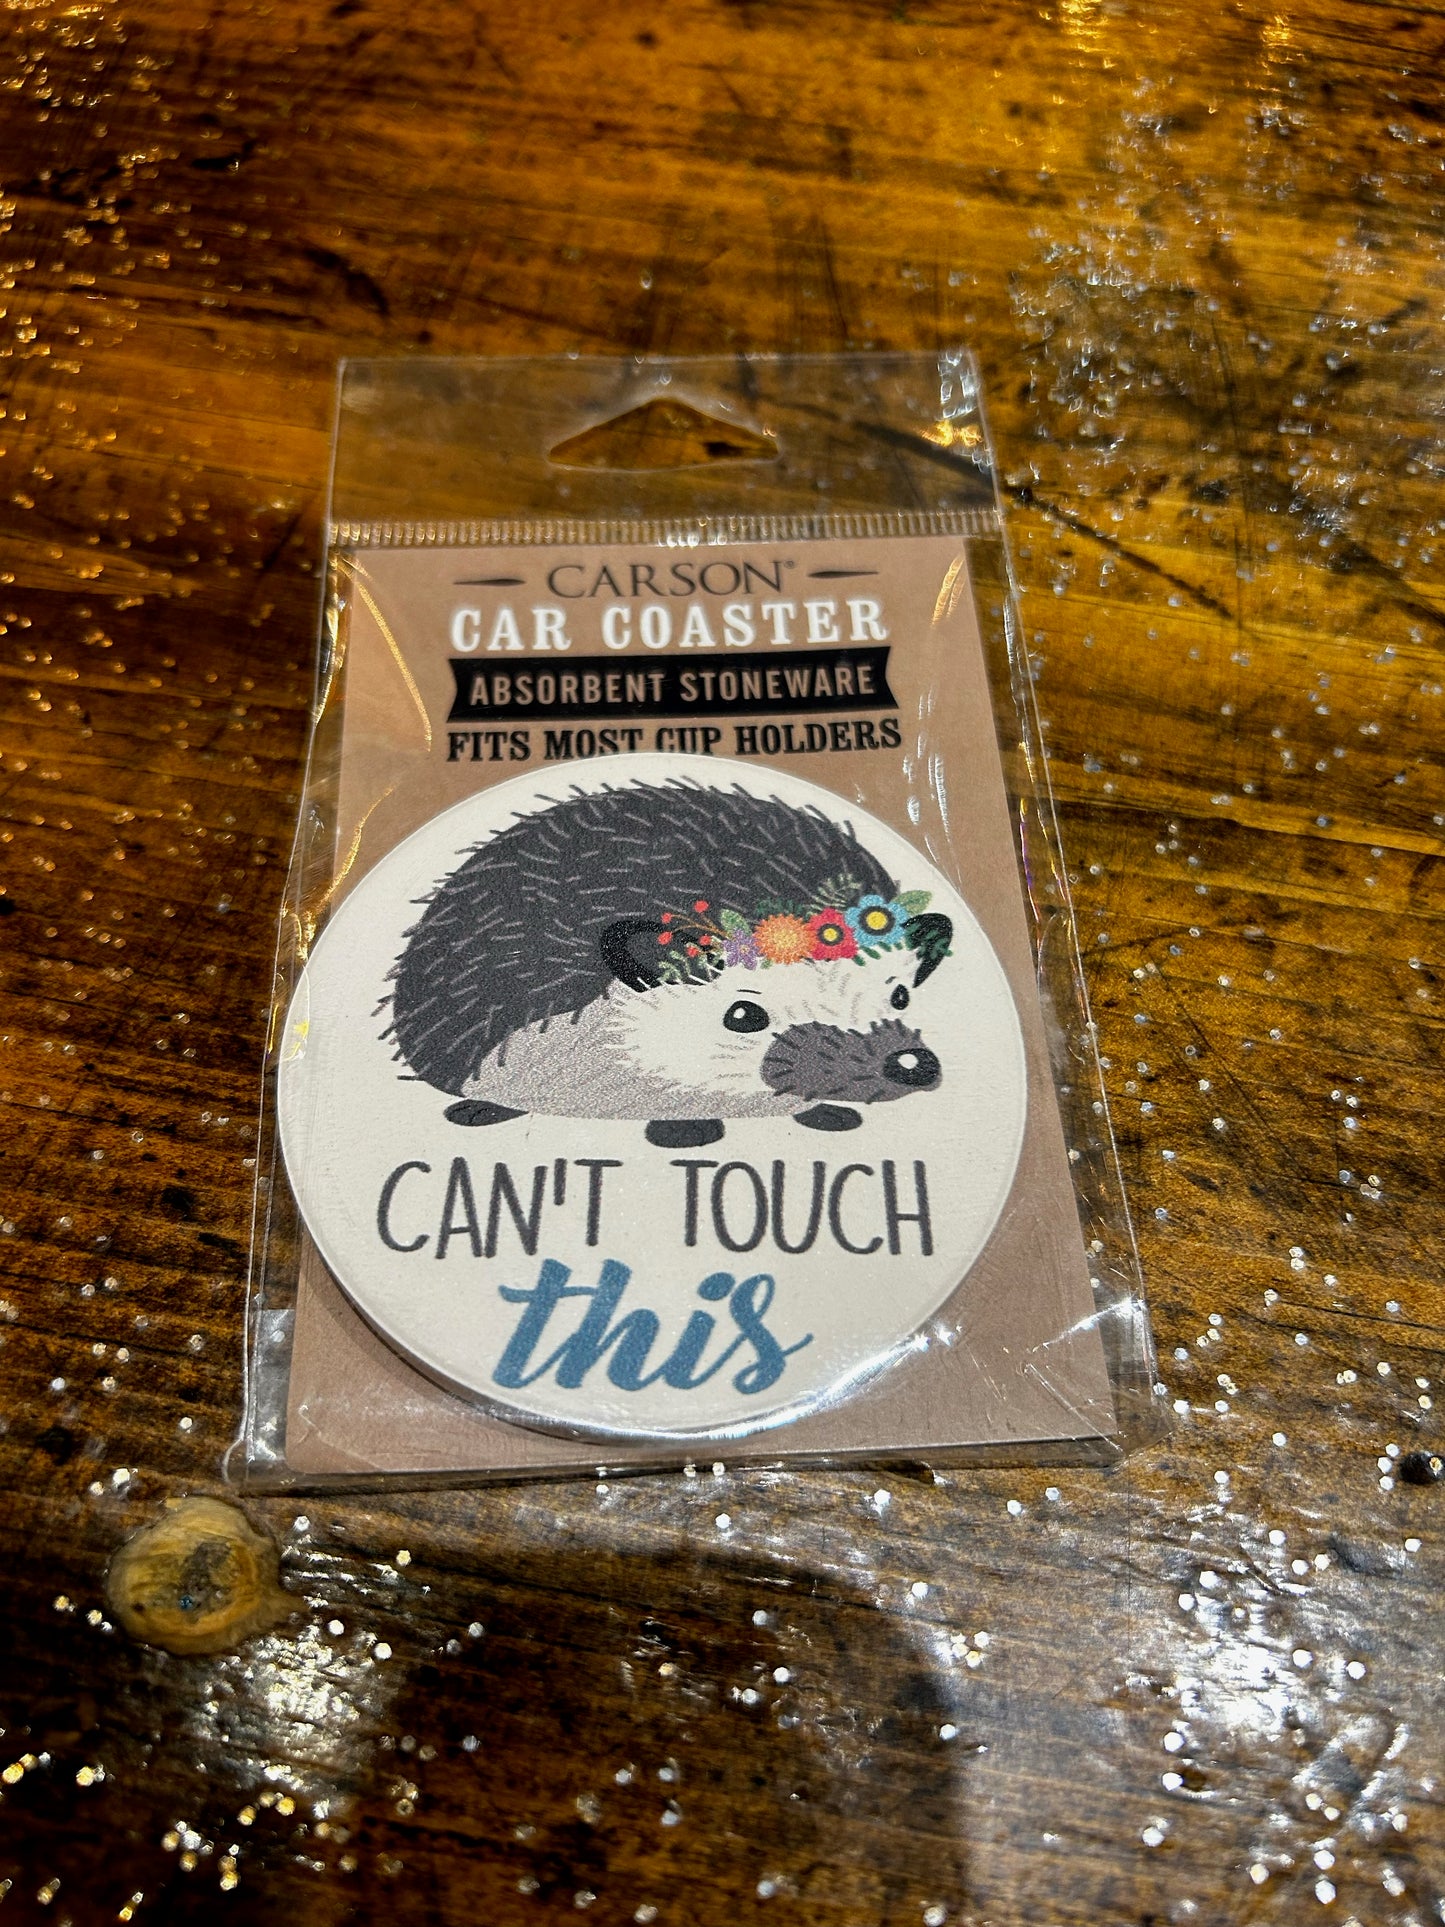 CARSON®
CAR COASTER
ABSORBENT STONEWARE
FITS MOST CUP HOLDERS
CAN'T TOUCH
this